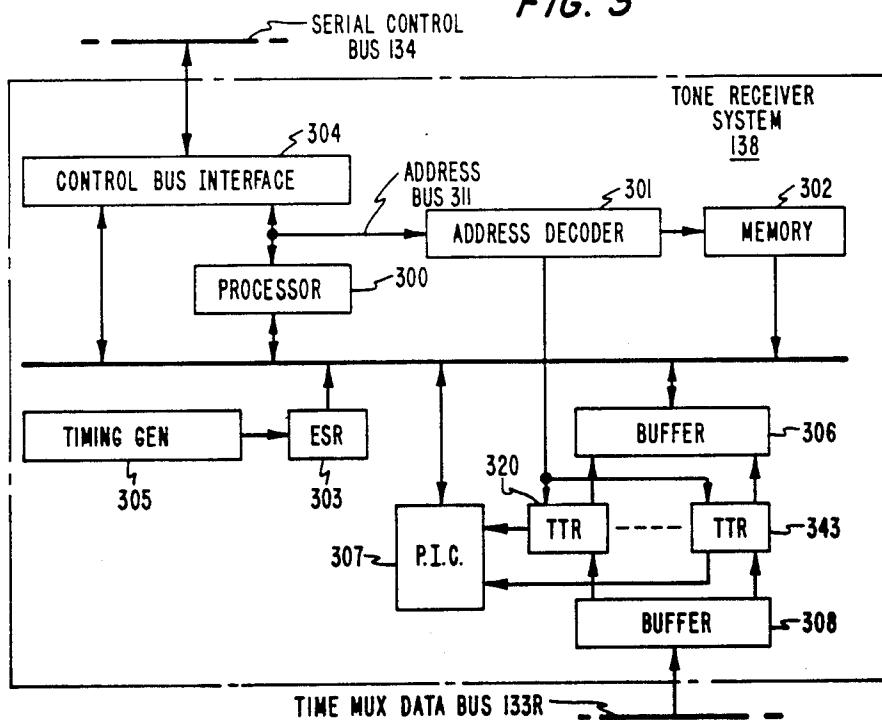 FIG. 3
SERIAL CONTROL
BUS 134
TONE RECEIVER
SYSTEM
138
304
CONTROL BUS INTERFACE
ADDRESS
BUS 311
301
ADDRESS DECODER
302
MEMORY
PROCESSOR
300
TIMING GEN
305
ESR
303
BUFFER
306
320
TTR
TTR
343
307
P.I.C.
BUFFER
308
TIME MUX DATA BUS 133R